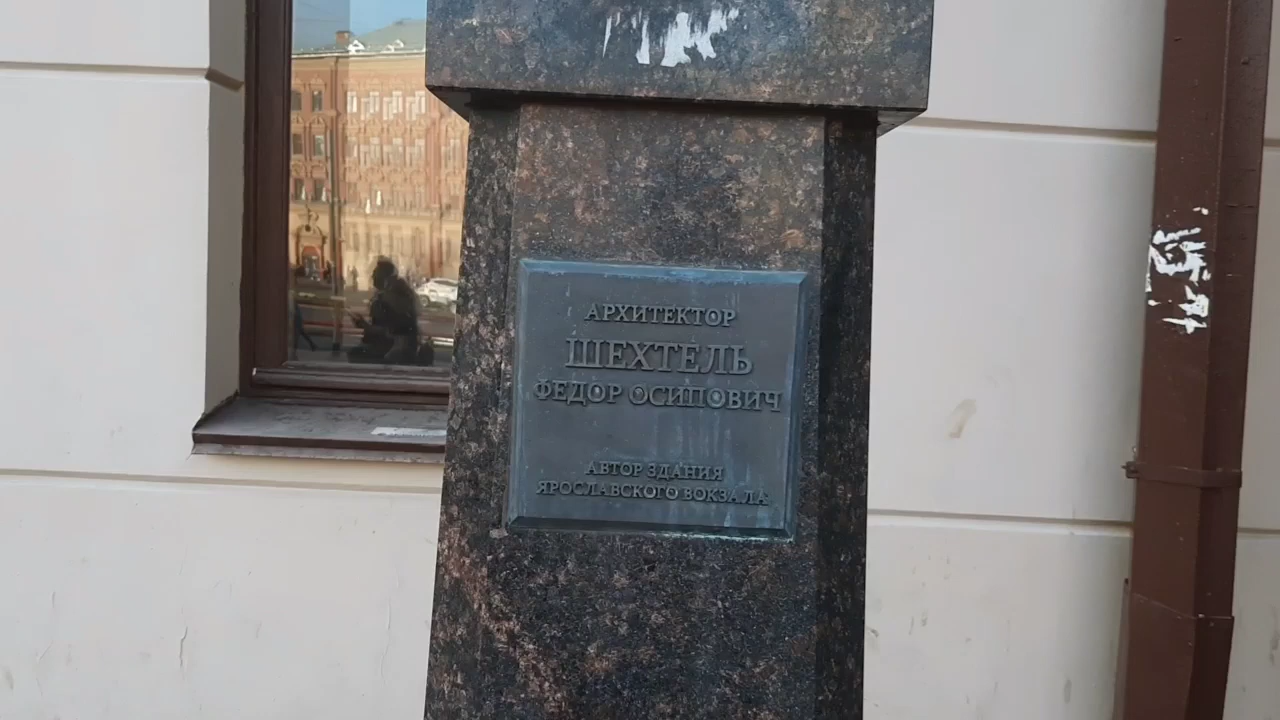 АРХИТЕКТОР
ШЕХТЕЛЬ
ФЕДОР ОСИПОВИЧ
АВТОР ЗДАНИЯ
ЯРОСЛАВСКОГО ВОКЗАЛА